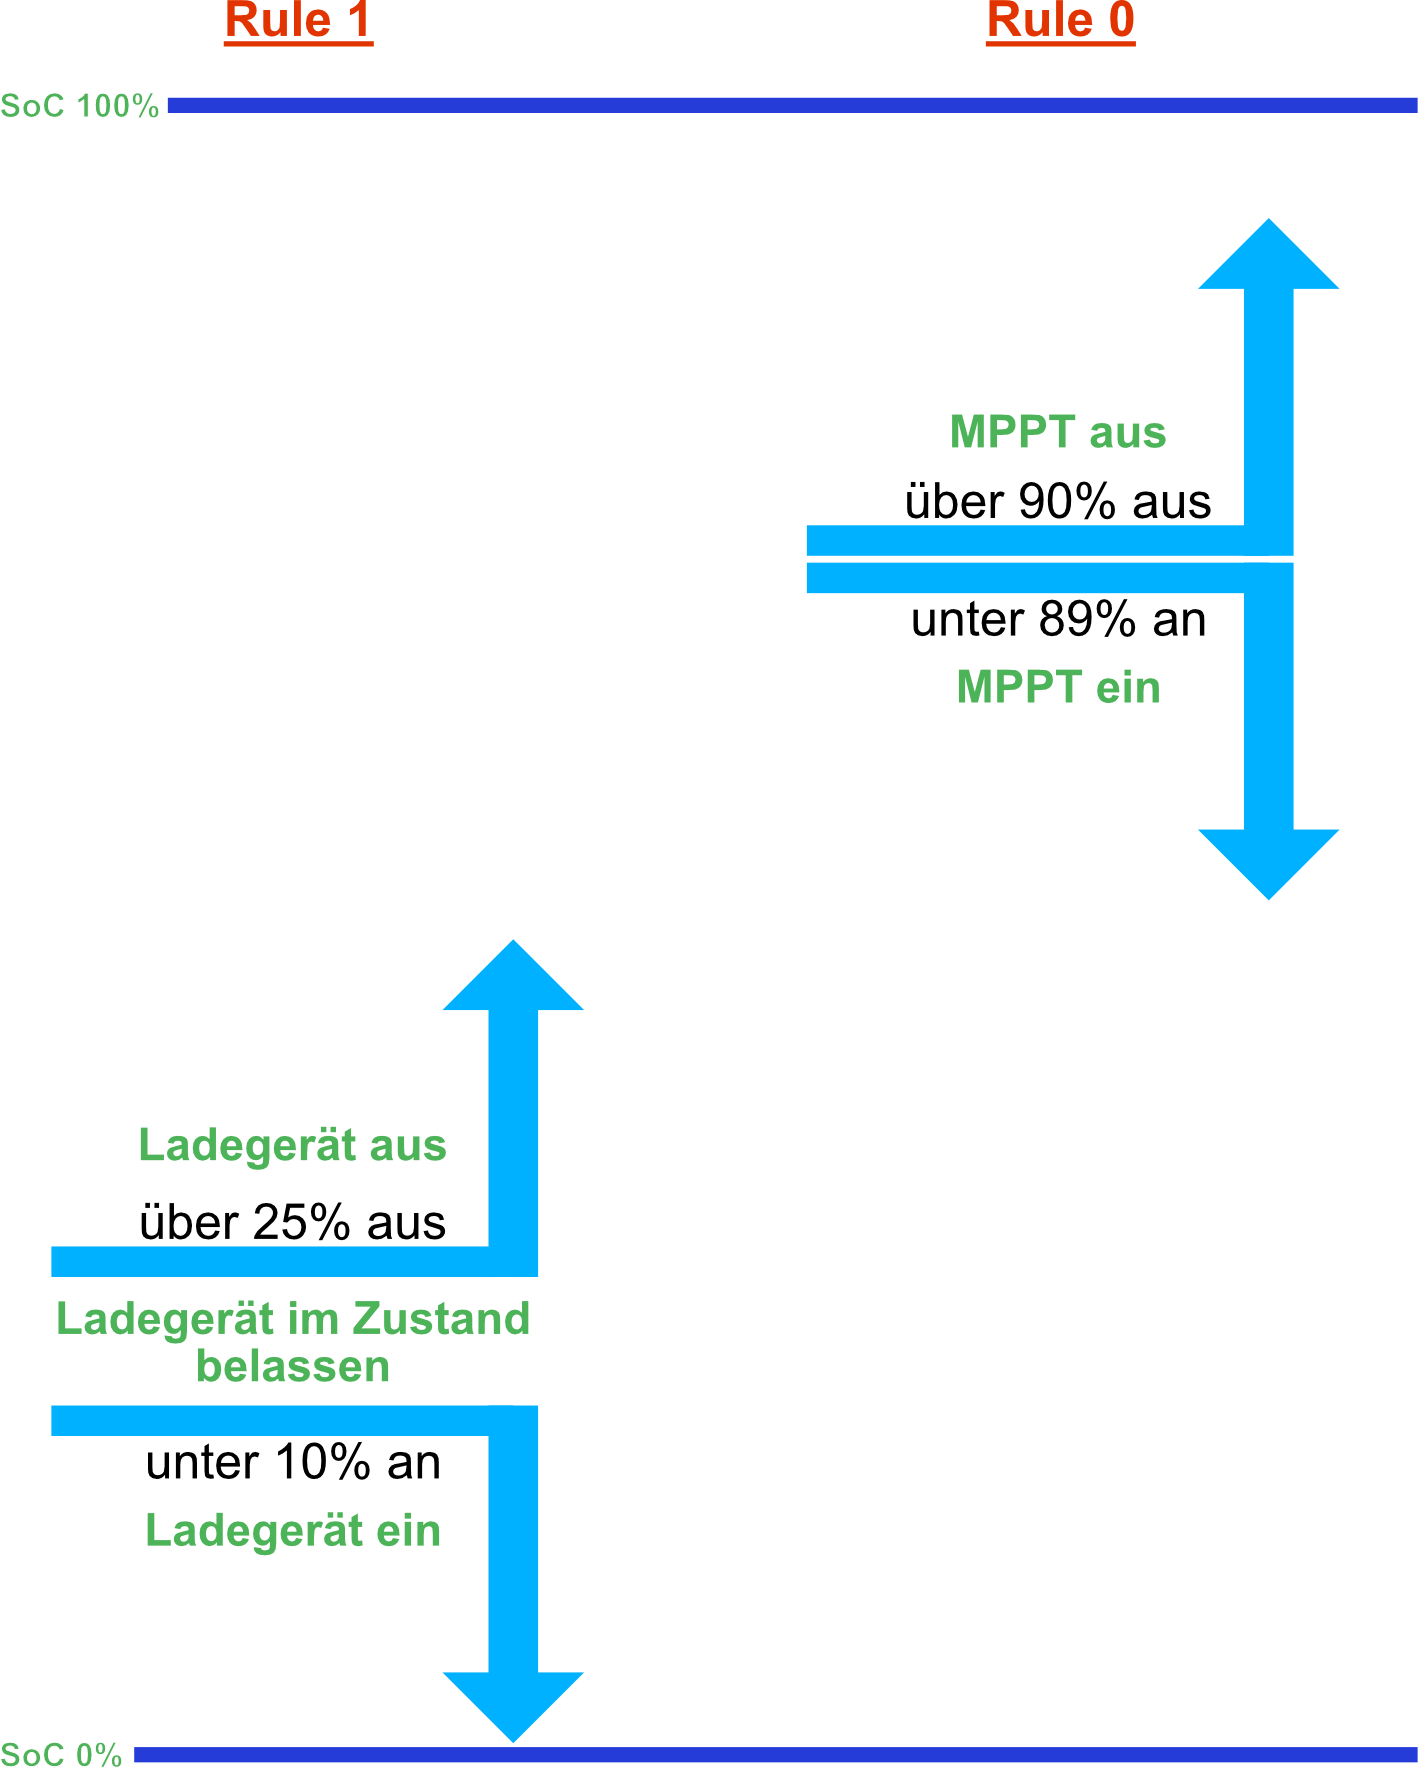 Rule 1
Rule 0
SoC 100%
MPPT aus
über 90% aus
unter 89% an
MPPT ein
Ladegerät aus
über 25% aus
Ladegerät im Zustand
belassen
unter 10% an
Ladegerät ein
SoC 0%